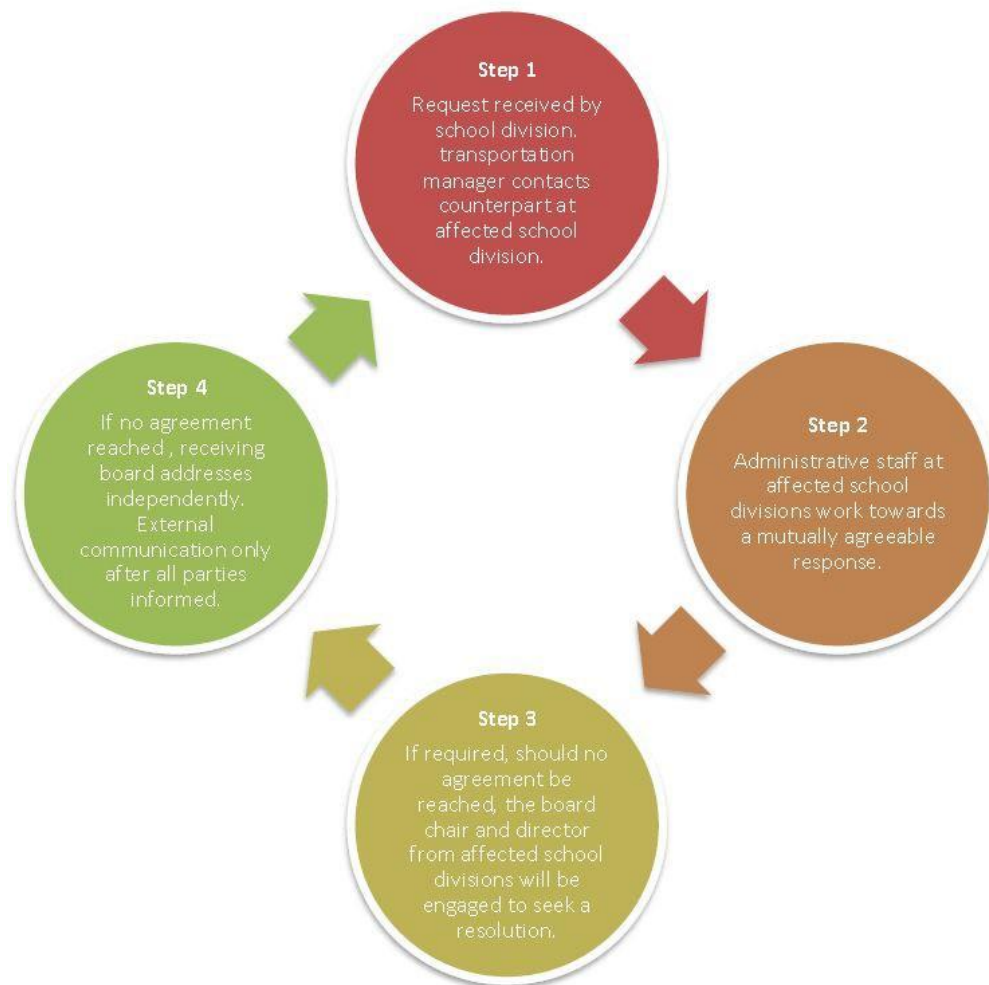 Step 1
Request received by
school division.
transportation
manager contacts
counterpart at
affected school
division.
Step 2
Administrative staff at
affected school
divisions work towards
a mutually agreeable
response.
Step 3
If required, should no
agreement be
reached, the board
chair and director
from affected school
divisions will be
engaged to seek a
resolution.
Step 4
If no agreement
reached , receiving
board addresses
independently.
External
communication only
after all parties
informed.